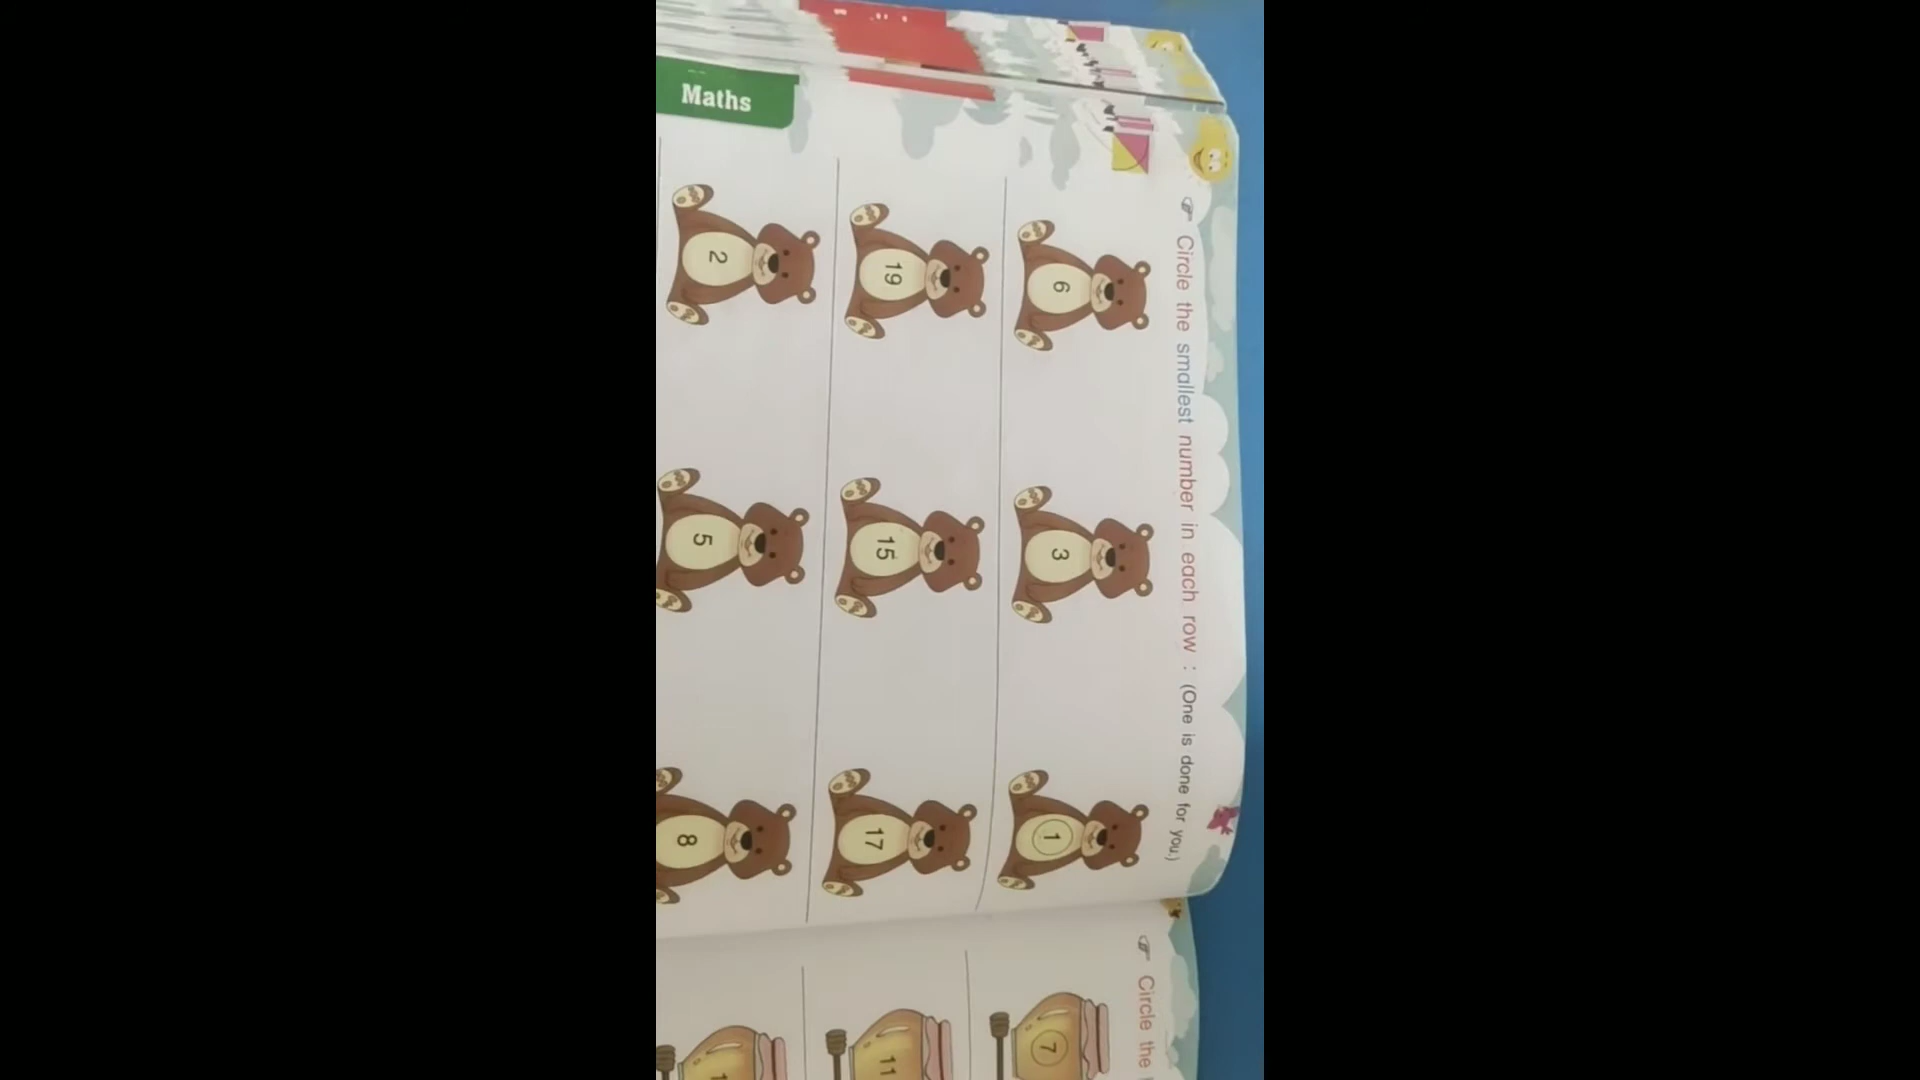 Maths
Circle the smallest number in each row : (One is done for you.)
6 3 1
19 15 17
2 5 8
Circle the
7
11